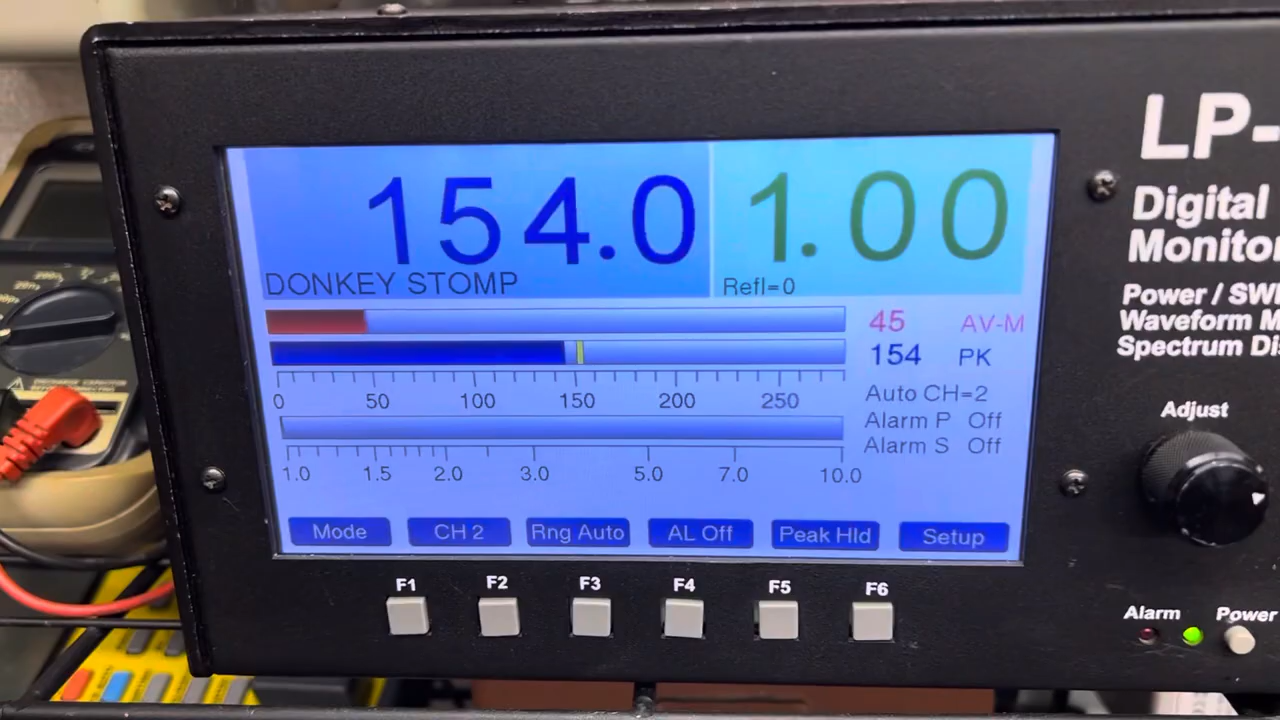 154.0
1.00
DONKEY STOMP
Refl=0
45 AV-M
154 PK
0 50 100 150 200 250
Auto CH=2
Alarm P Off
Alarm S Off
1.0 1.5 2.0 3.0 5.0 7.0 10.0
Mode
CH 2
Rng Auto
AL Off
Peak Hld
Setup
F1
F2
F3
F4
F5
F6
LP-
Digital
Monitor
Power / SW
Waveform M
Spectrum Di
Adjust
Alarm
Power